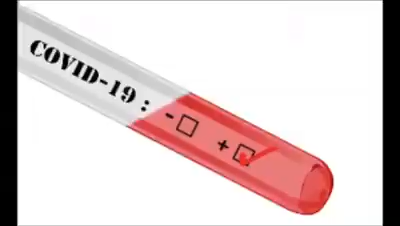 COVID-19 :
- ☐
+ ☑